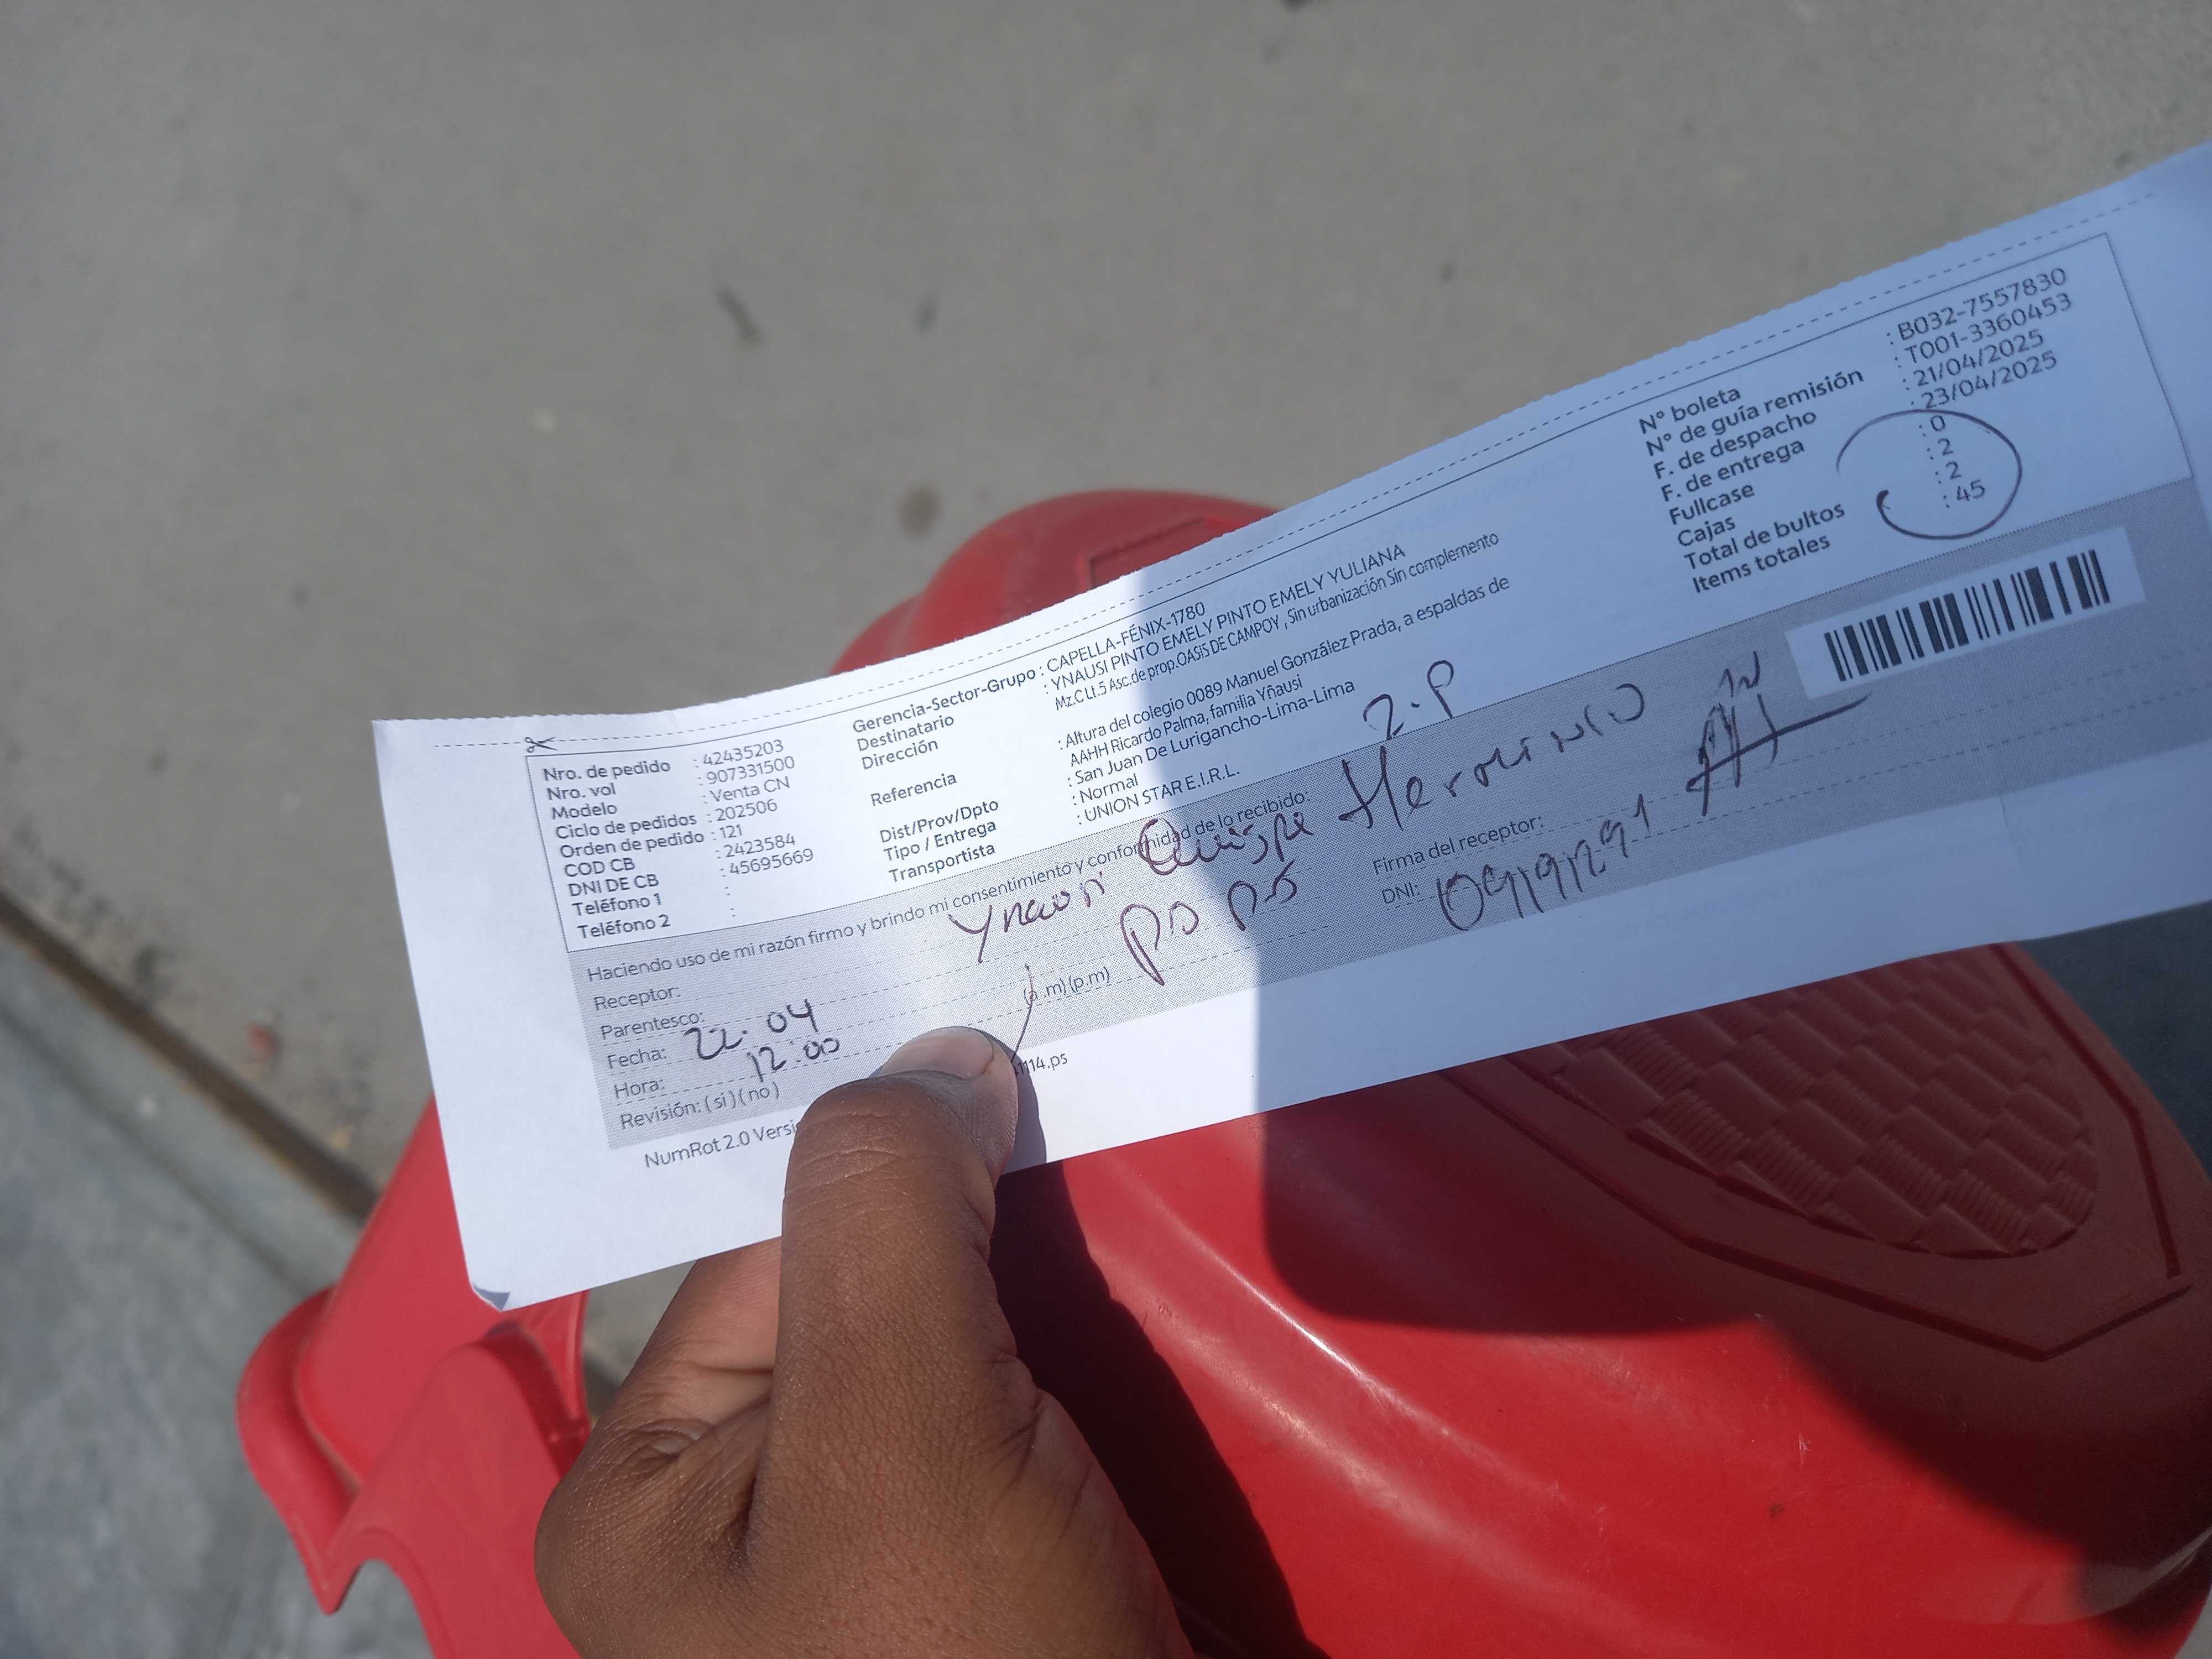 Nro. de pedido : 42435203
Nro. vol : 907331500
Modelo : Venta CN
Ciclo de pedidos : 202506
Orden de pedido : 121
COD CB : 2423584
DNI DE CB : 45695669
Teléfono 1 :
Teléfono 2 :
Gerencia-Sector-Grupo : CAPELLA-FÉNIX-1780
Destinatario : YNAUSI PINTO EMELY PINTO EMELY YULIANA
Dirección Mz.C Lt.5 Asc.de prop.OASIS DE CAMPOY , Sin urbanización Sin complemento
Referencia : Altura del colegio 0089 Manuel González Prada, a espaldas de
AAHH Ricardo Palma, familia Yñausi
Dist/Prov/Dpto : San Juan De Lurigancho-Lima-Lima
Tipo / Entrega : Normal
Transportista : UNION STAR E.I.R.L.
N° boleta : B032-7557830
N° de guía remisión : T001-3360453
F. de despacho : 21/04/2025
F. de entrega : 23/04/2025
Fullcase : 0
Cajas : 2
Total de bultos : 2
Items totales : 45
2.P
Haciendo uso de mi razón firmo y brindo mi consentimiento y conformidad de lo recibido:
Receptor: Quispe
Parentesco:
Fecha: 22.04
Hora: 12:00 (a .m) (p.m)
Revisión: ( si ) ( no )
Firma del receptor:
DNI:
NumRot 2.0 Versi
114.ps